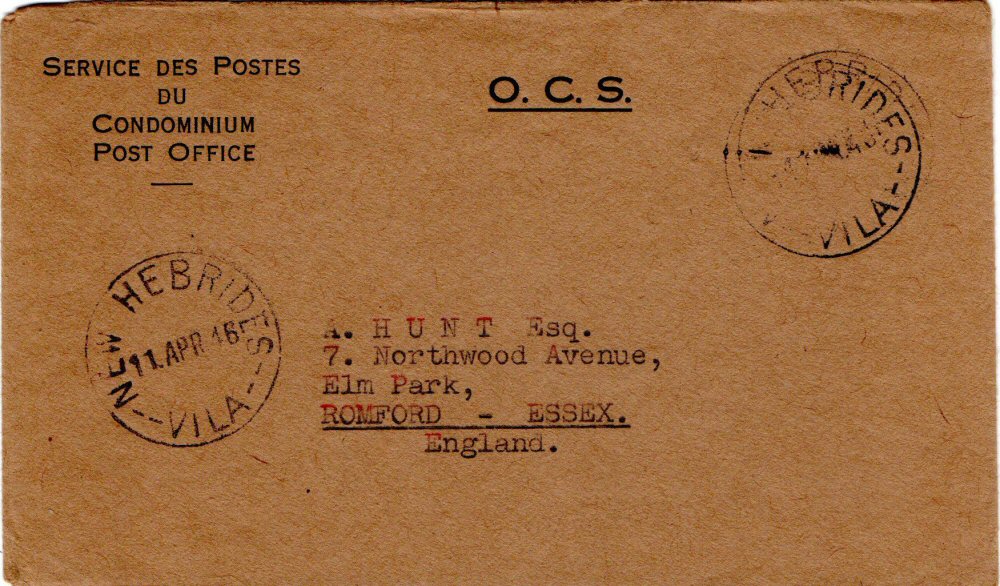 SERVICE DES POSTES
DU
CONDOMINIUM
POST OFFICE
O. C. S.
HEBRIDES
VILA
NEW HEBRIDES
11.APR.46
VILA
A. HUNT Esq.
7. Northwood Avenue,
Elm Park,
ROMFORD - ESSEX.
England.